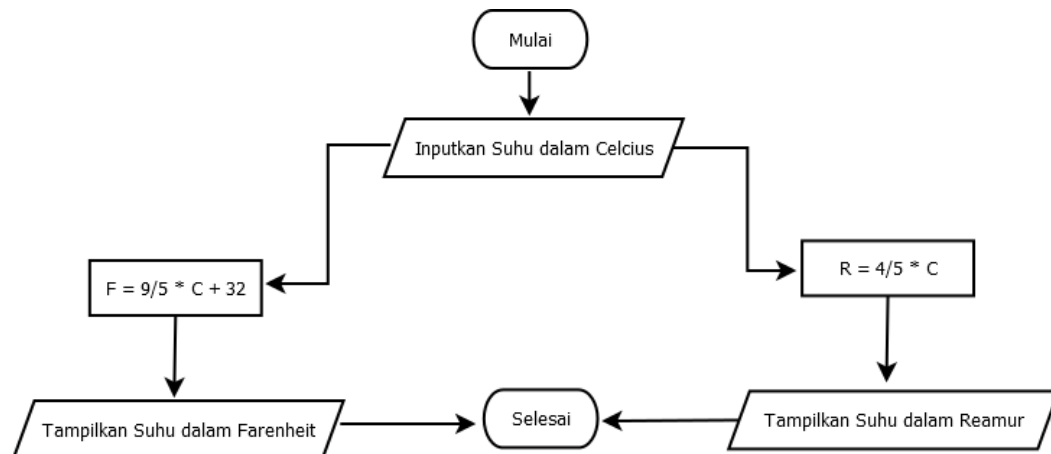 Mulai
Inputkan Suhu dalam Celcius
F = 9/5 * C + 32
R = 4/5 * C
Tampilkan Suhu dalam Farenheit
Selesai
Tampilkan Suhu dalam Reamur